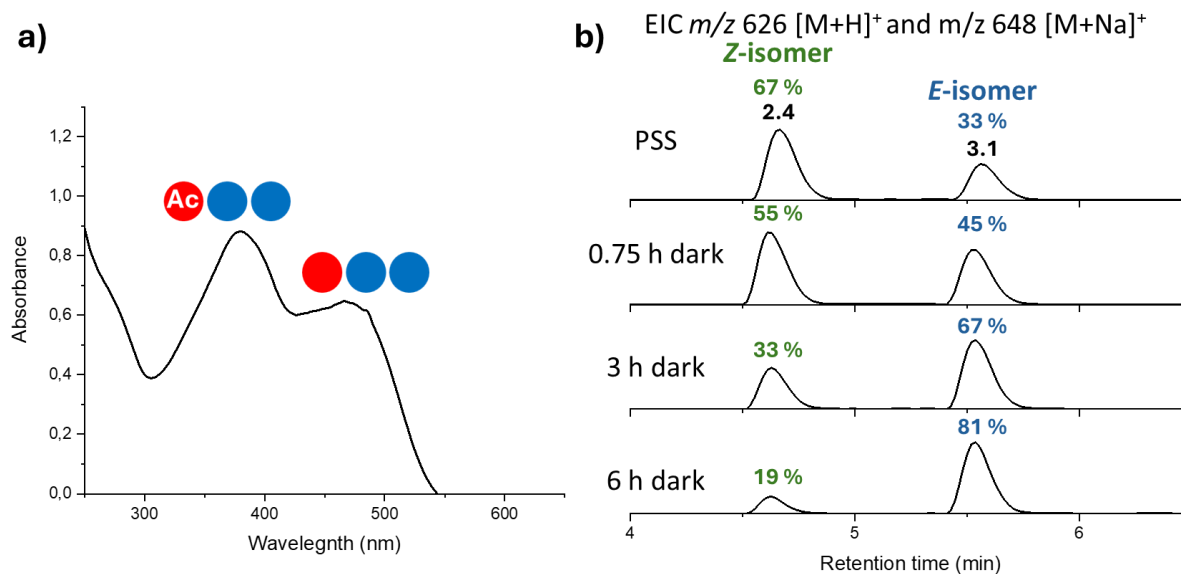 a)
1,2
1,0
0,8
0,6
0,4
0,2
0,0
Absorbance
Ac
300
400
500
600
Wavelegnth (nm)
b)
EIC m/z 626 [M+H]+ and m/z 648 [M+Na]+
Z-isomer
67 %
2.4
E-isomer
33 %
3.1
PSS
55 %
45 %
0.75 h dark
33 %
67 %
3 h dark
19 %
81 %
6 h dark
4
5
6
Retention time (min)